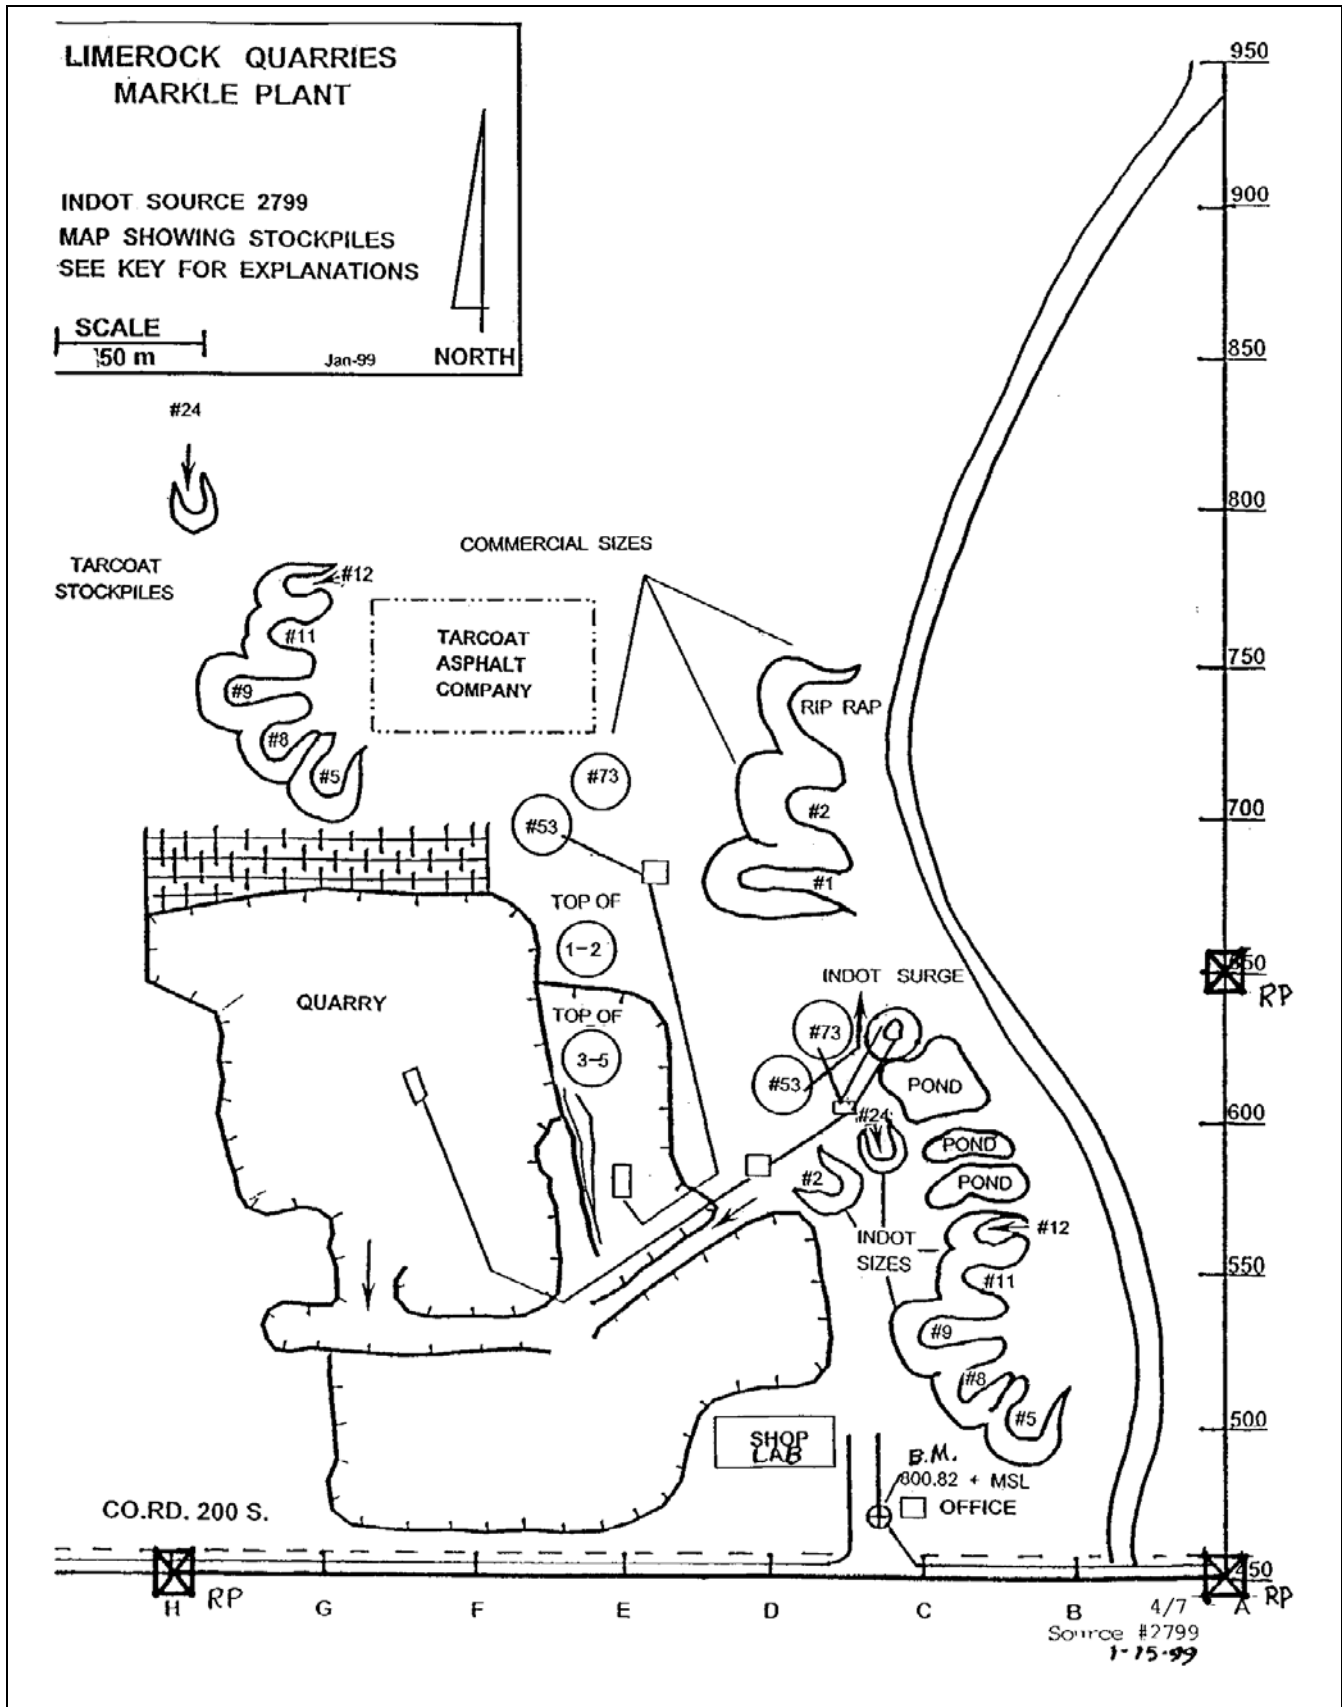 LIMEROCK QUARRIES
MARKLE PLANT
INDOT SOURCE 2799
MAP SHOWING STOCKPILES
SEE KEY FOR EXPLANATIONS
SCALE
50 m
Jan-99
NORTH
950
900
850
800
750
700
650
RP
600
550
500
450
#24
TARCOAT
STOCKPILES
#12
#11
#9
#8
#5
COMMERCIAL SIZES
TARCOAT
ASPHALT
COMPANY
RIP RAP
#2
#1
#73
#53
TOP OF
1-2
QUARRY
TOP OF
3-5
INDOT SURGE
#73
#53
POND
#24
POND
POND
#2
INDOT
SIZES
#12
#11
#9
#8
#5
SHOP
LAB
B.M.
800.82 + MSL
OFFICE
CO.RD. 200 S.
H RP G F E D C B A RP
4/7
Source #2799
1-15-99